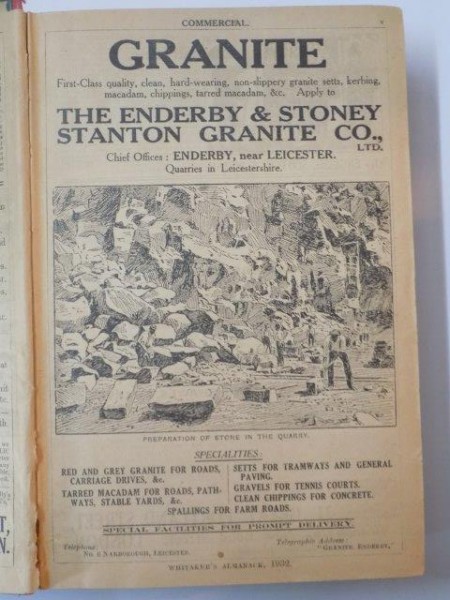 COMMERCIAL.
GRANITE
First-Class quality, clean, hard-wearing, non-slippery granite setts, kerbing,
macadam, chippings, tarred macadam, &c. Apply to
THE ENDERBY & STONEY
STANTON GRANITE CO.,
LTD.
Chief Offices : ENDERBY, near LEICESTER.
Quarries in Leicestershire.
PREPARATION OF STONE IN THE QUARRY.
SPECIALITIES:
RED AND GREY GRANITE FOR ROADS,
CARRIAGE DRIVES, &c.
TARRED MACADAM FOR ROADS, PATH-
WAYS, STABLE YARDS, &c.
SETTS FOR TRAMWAYS AND GENERAL
PAVING.
GRAVELS FOR TENNIS COURTS.
CLEAN CHIPPINGS FOR CONCRETE.
SPALLINGS FOR FARM ROADS.
SPECIAL FACILITIES FOR PROMPT DELIVERY.
Telephone:
NARBOROUGH, LEICESTER.
Telegraphic Address:
"GRANITE ENDERBY."
WHITAKER'S ALMANACK,